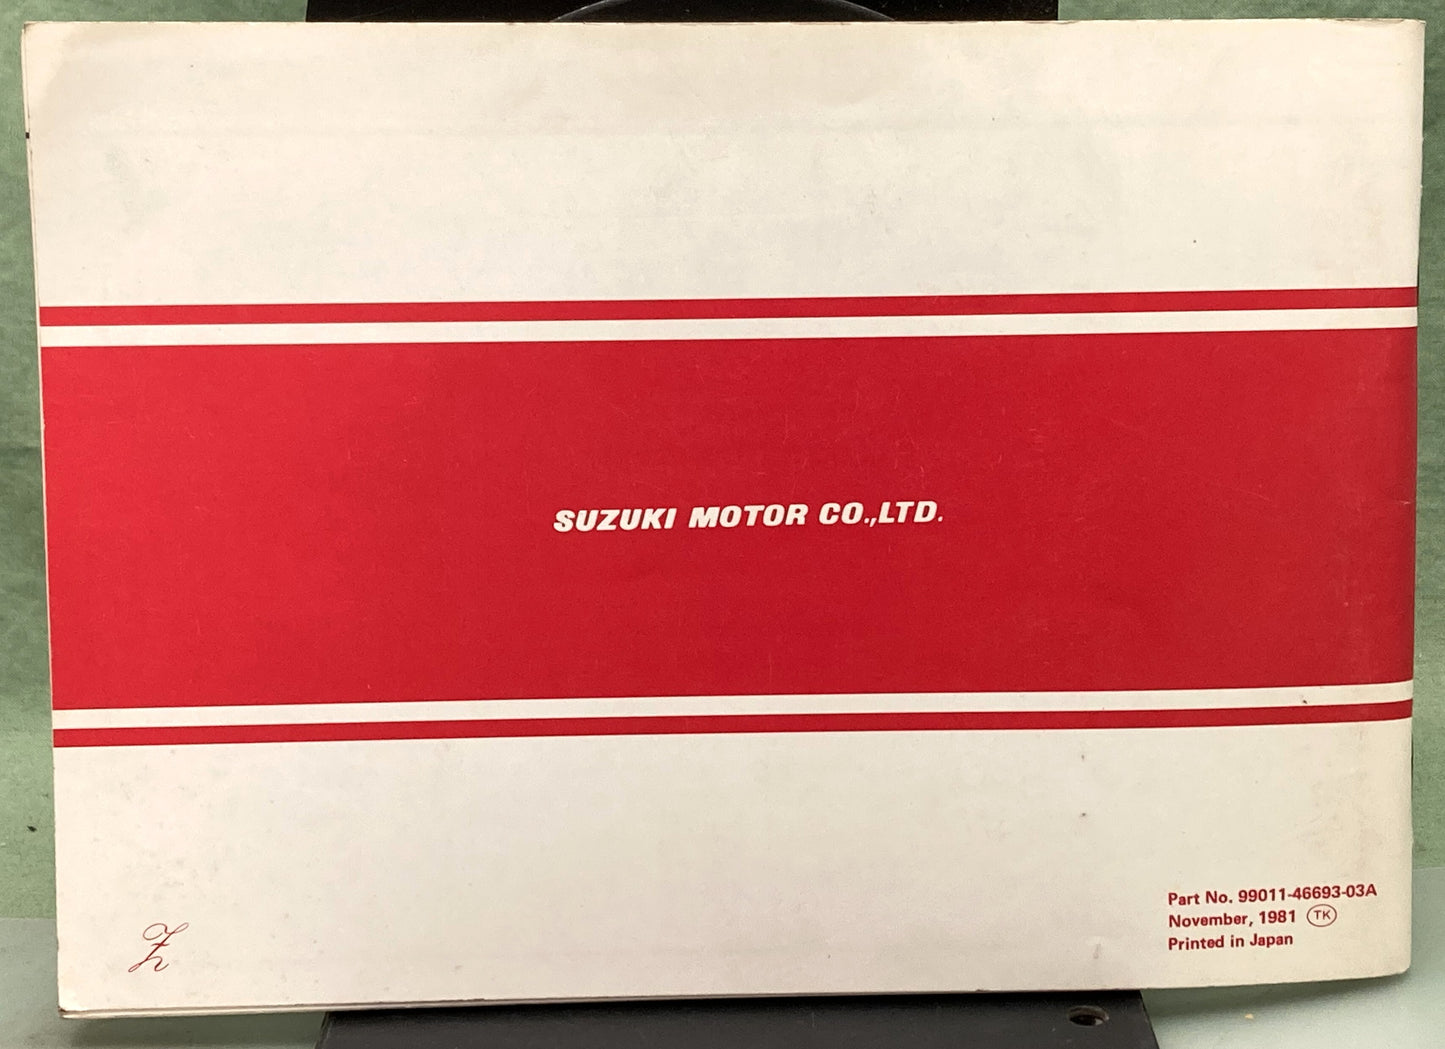 SUZUKI MOTOR CO.,LTD.
Part No. 99011-46693-03A
November, 1981 TK
Printed in Japan
Z